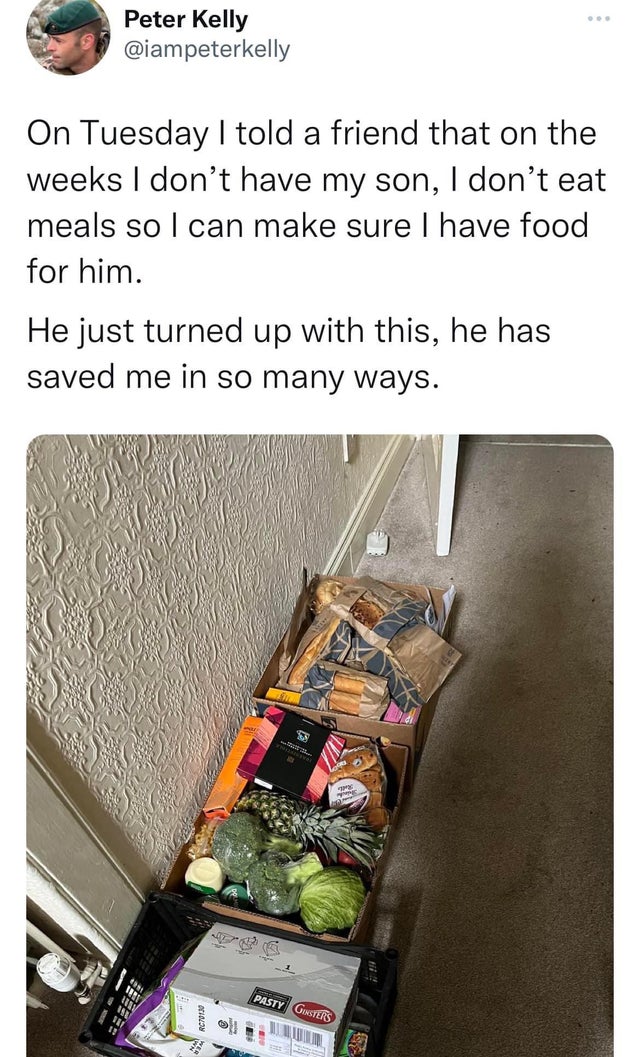 Peter Kelly
@iampeterkelly
On Tuesday I told a friend that on the
weeks I don’t have my son, I don’t eat
meals so I can make sure I have food
for him.
He just turned up with this, he has
saved me in so many ways.
1
PASTY
GINSTERS
RC70130